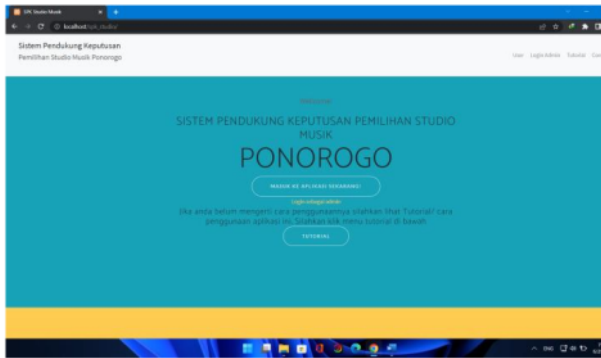 SPK Studio Musik
localhost/spk_studio/
Sistem Pendukung Keputusan
Pemilihan Studio Musik Ponorogo
User Login Admin Tutorial
SISTEM PENDUKUNG KEPUTUSAN PEMILIHAN STUDIO
MUSIK
PONOROGO
MASUK KE APLIKASI SEKARANG!
Login sebagai admin
Jika anda belum mengerti cara penggunaannya silahkan lihat Tutorial! cara
penggunaan aplikasi ini. Silahkan klik menu tutorial di bawah
TUTORIAL
ENG